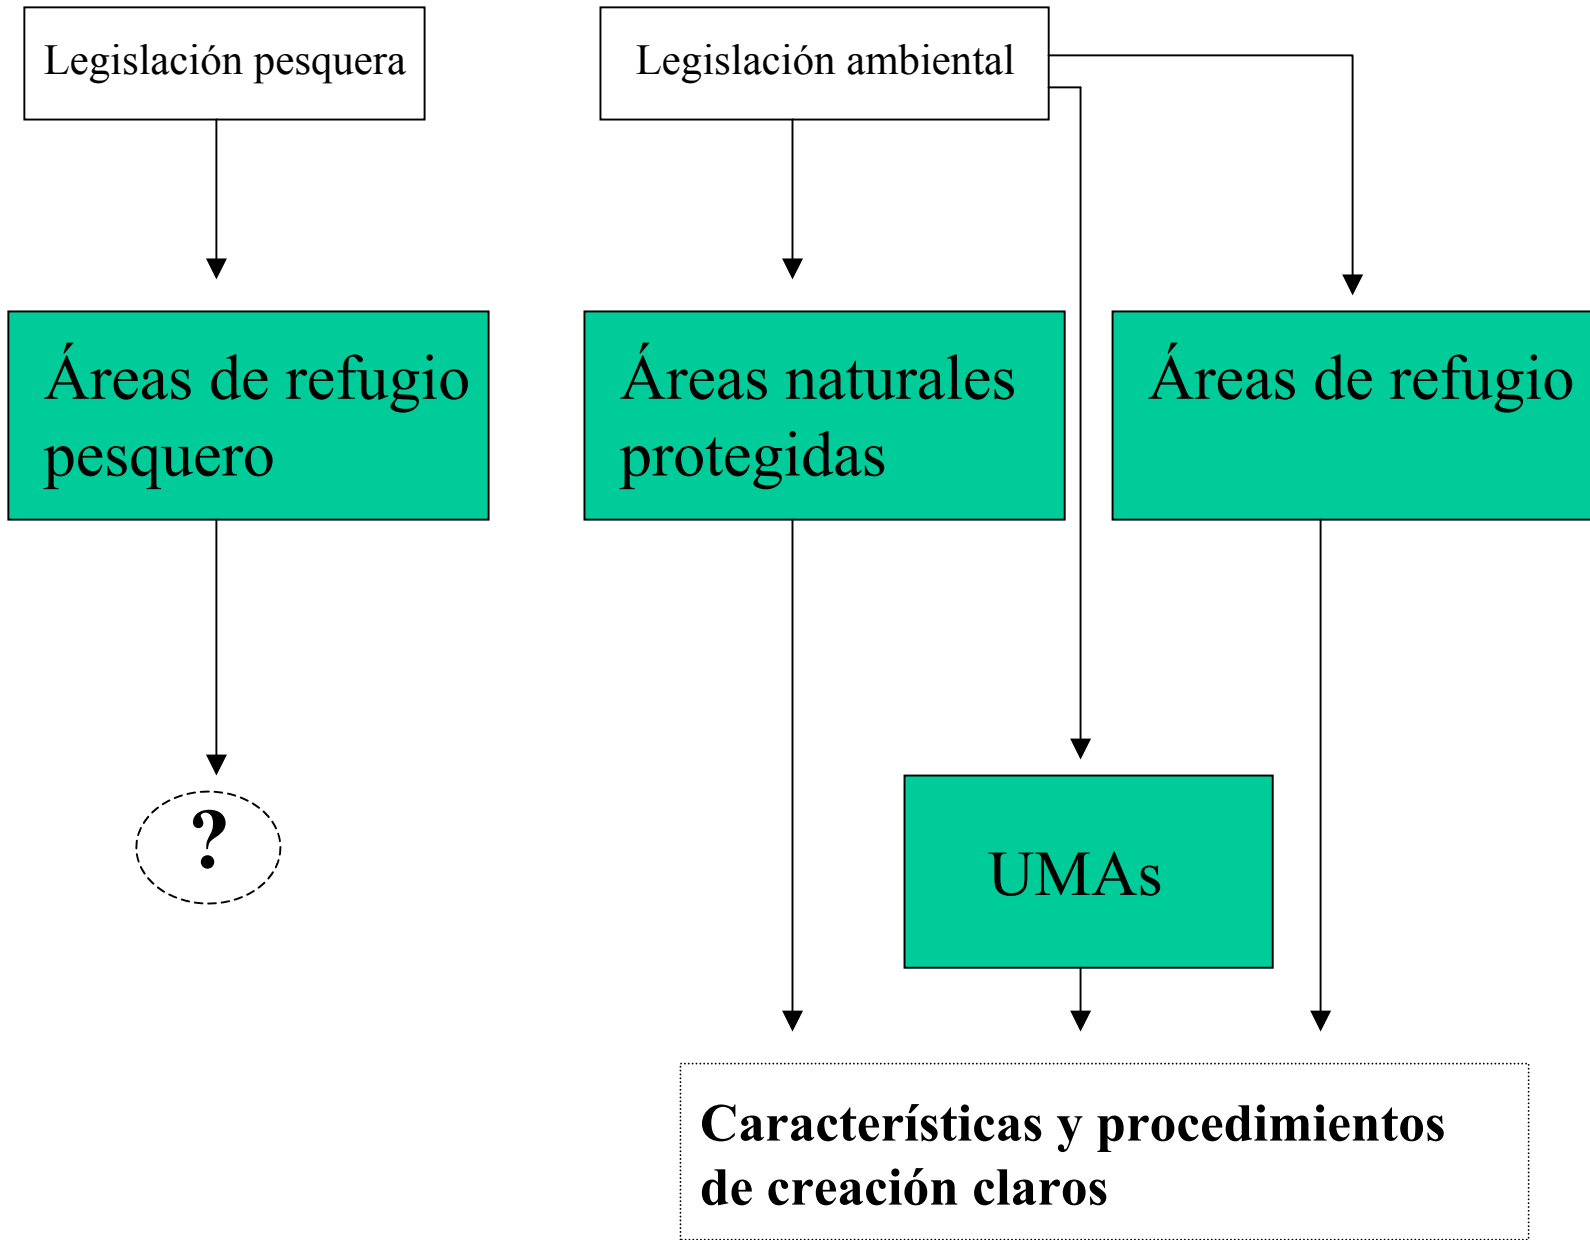 Legislación pesquera
Legislación ambiental
Áreas de refugio
pesquero
Áreas naturales
protegidas
Áreas de refugio
?
UMAs
Características y procedimientos
de creación claros